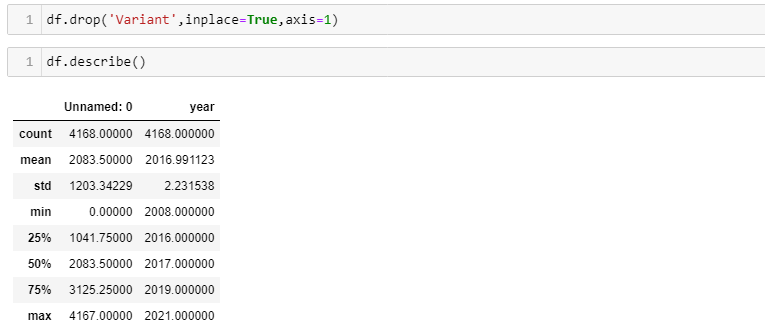 1 df.drop('Variant',inplace=True,axis=1)
1 df.describe()
Unnamed: 0 year
count 4168.00000 4168.000000
mean 2083.50000 2016.991123
std 1203.34229 2.231538
min 0.00000 2008.000000
25% 1041.75000 2016.000000
50% 2083.50000 2017.000000
75% 3125.25000 2019.000000
max 4167.00000 2021.000000